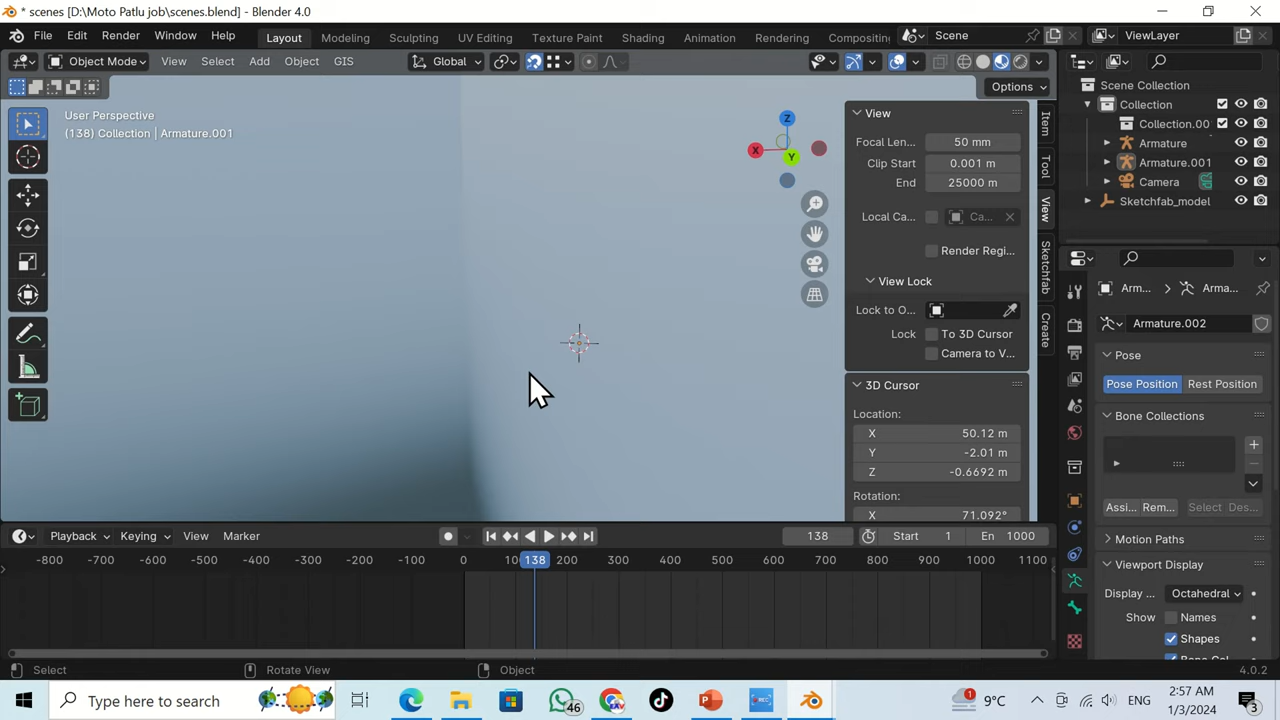 * scenes [D:\Moto Patlu job\scenes.blend] - Blender 4.0
File Edit Render Window Help
Layout Modeling Sculpting UV Editing Texture Paint Shading Animation Rendering Compositing
Scene
ViewLayer
Object Mode View Select Add Object GIS
Global
Options
User Perspective
(138) Collection | Armature.001
Z
X
Y
View
Focal Len... 50 mm
Clip Start 0.001 m
End 25000 m
Local Ca... Ca...
Render Regi...
View Lock
Lock to O...
Lock To 3D Cursor
Camera to V...
3D Cursor
Location:
X 50.12 m
Y -2.01 m
Z -0.6692 m
Rotation:
X 71.092°
Item
Tool
View
Sketchfab
Create
Scene Collection
Collection
Collection.00
Armature
Armature.001
Camera
Sketchfab_model
Arm... Arma...
Armature.002
Pose
Pose Position Rest Position
Bone Collections
Assi... Rem... Select Des...
Motion Paths
Viewport Display
Display ... Octahedral
Show Names
Shapes
Bone Col
Playback Keying View Marker
138 Start 1 En 1000
-800 -700 -600 -500 -400 -300 -200 -100 0 10 138 200 300 400 500 600 700 800 900 1000 1100
Select Rotate View Object 4.0.2
Type here to search
46
9°C
1
ENG
2:57 AM
1/3/2024
3